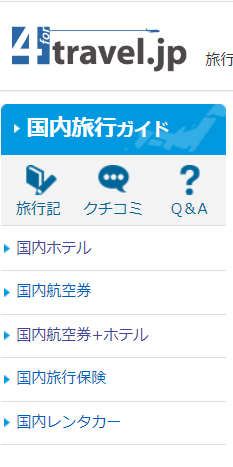 4travel.jp
for
旅行
国内旅行ガイド
旅行記 クチコミ Q&A
国内ホテル
国内航空券
国内航空券+ホテル
国内旅行保険
国内レンタカー